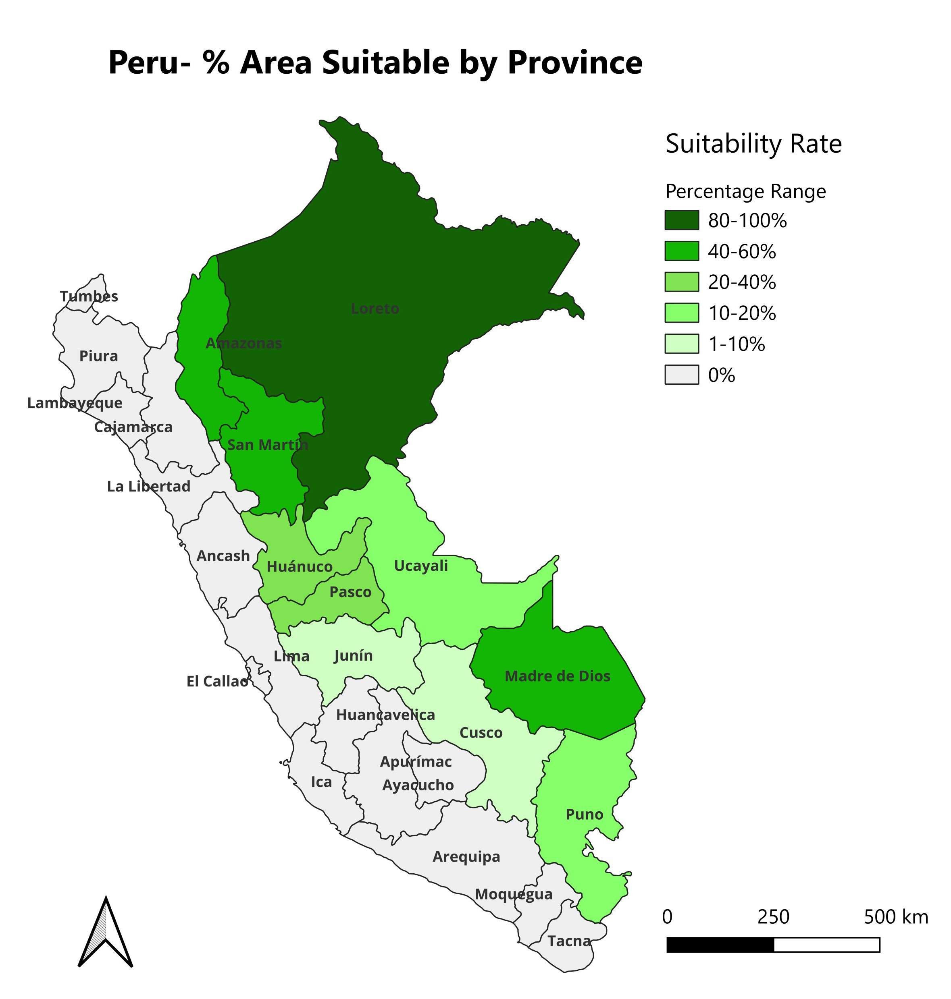 Peru- % Area Suitable by Province
Suitability Rate
Percentage Range
80-100%
40-60%
20-40%
10-20%
1-10%
0%
Loreto
Tumbes
Amazonas
Piura
Lambayeque
Cajamarca
San Martín
La Libertad
Ancash
Huánuco
Ucayali
Pasco
Lima
Junín
Madre de Dios
El Callao
Huancavelica
Cusco
Apurímac
Ica
Ayacucho
Puno
Arequipa
Moquegua
Tacna
0 250 500 km